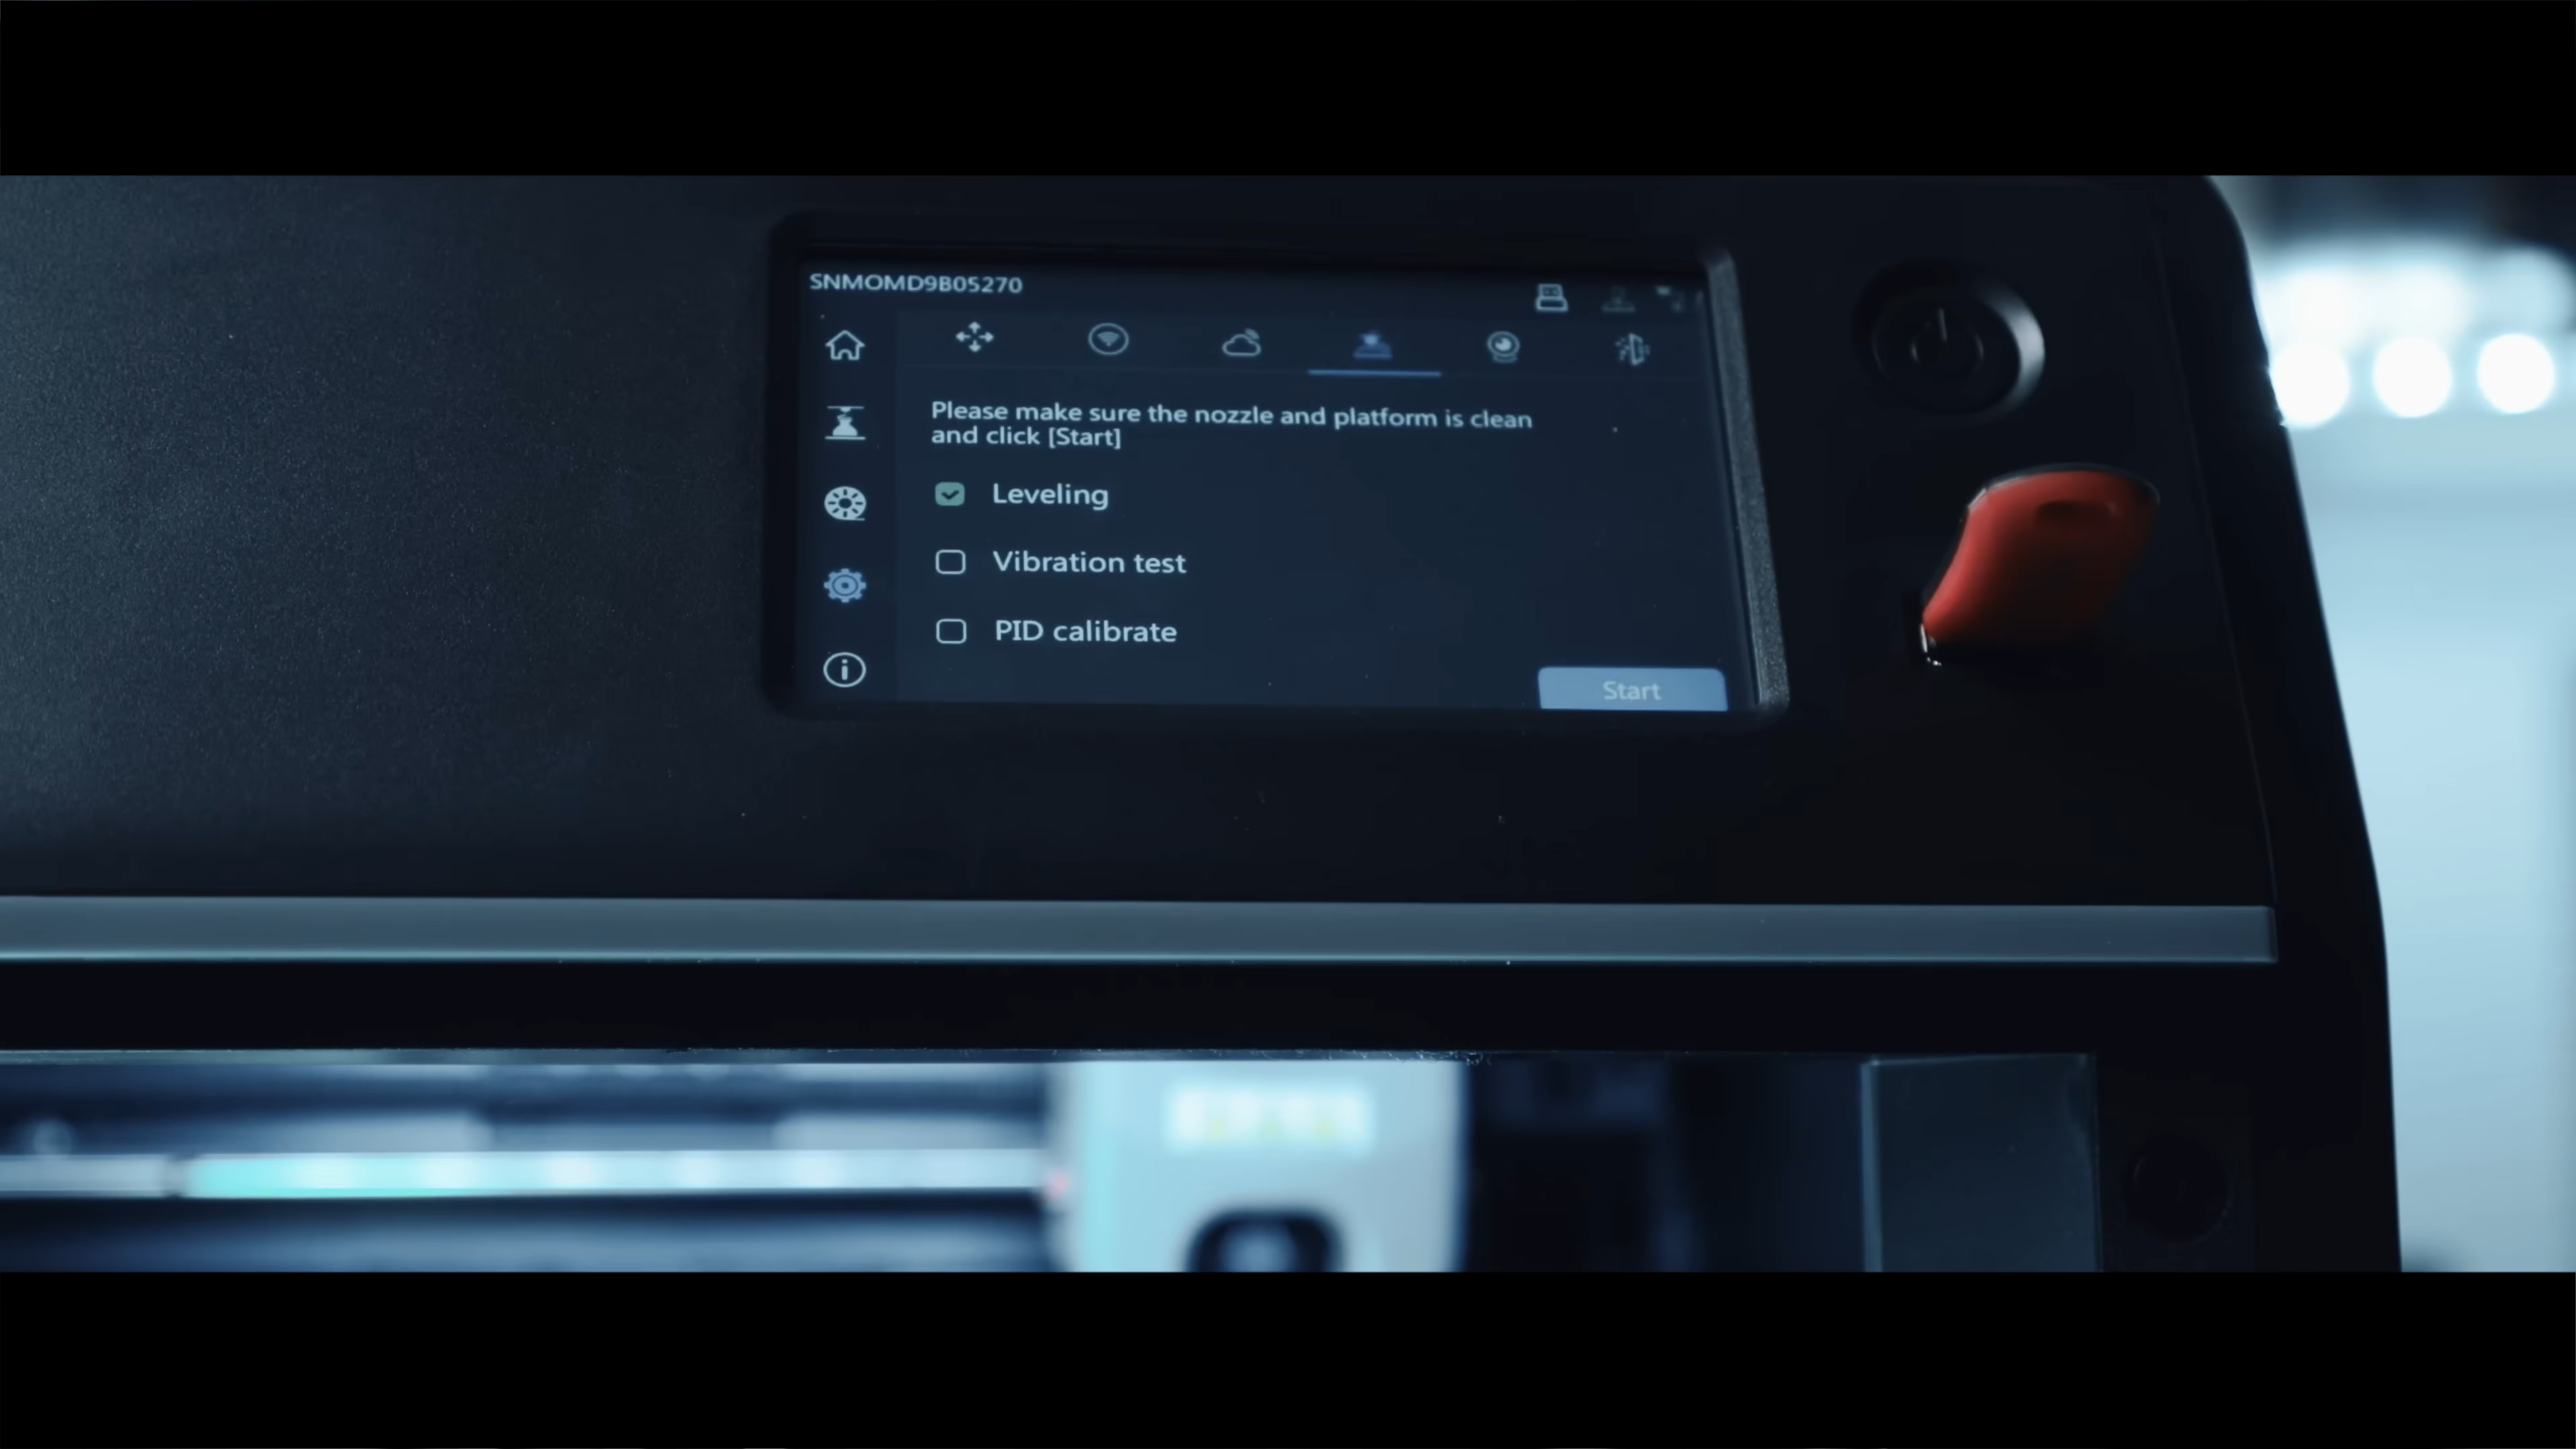 SNMOMD9B05270
Please make sure the nozzle and platform is clean
and click [Start]
Leveling
Vibration test
PID calibrate
Start